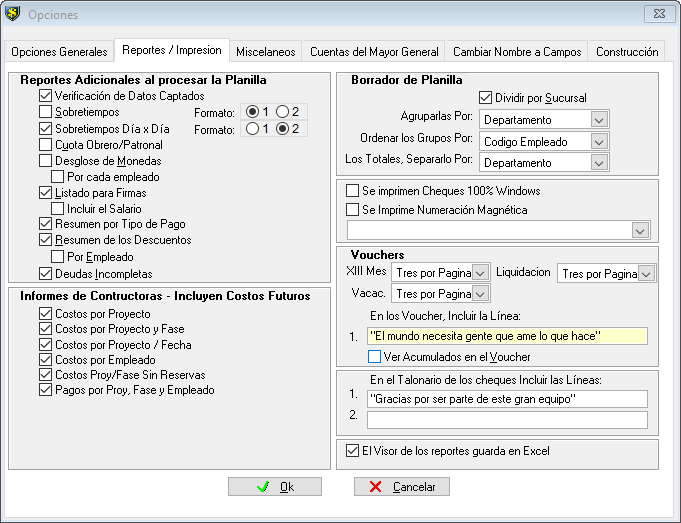 Opciones
Opciones Generales
Reportes / Impresion
Miscelaneos
Cuentas del Mayor General
Cambiar Nombre a Campos
Construcción
Reportes Adicionales al procesar la Planilla
Verificación de Datos Captados
Sobretiempos Formato: 1 2
Sobretiempos Día x Día Formato: 1 2
Cuota Obrero/Patronal
Desglose de Monedas
Por cada empleado
Listado para Firmas
Incluir el Salario
Resumen por Tipo de Pago
Resumen de los Descuentos
Por Empleado
Deudas Incompletas
Informes de Contructoras - Incluyen Costos Futuros
Costos por Proyecto
Costos por Proyecto y Fase
Costos por Proyecto / Fecha
Costos por Empleado
Costos Proy/Fase Sin Reservas
Pagos por Proy, Fase y Empleado
Borrador de Planilla
Dividir por Sucursal
Agruparlas Por: Departamento
Ordenar los Grupos Por: Codigo Empleado
Los Totales, Separarlo Por: Departamento
Se imprimen Cheques 100% Windows
Se Imprime Numeración Magnética
Vouchers
XIII Mes Tres por Pagina Liquidacion Tres por Pagina
Vacac. Tres por Pagina
En los Voucher, Incluir la Línea:
1. "El mundo necesita gente que ame lo que hace"
Ver Acumulados en el Voucher
En el Talonario de los cheques Incluir las Líneas:
1. "Gracias por ser parte de este gran equipo"
2.
El Visor de los reportes guarda en Excel
Ok
Cancelar